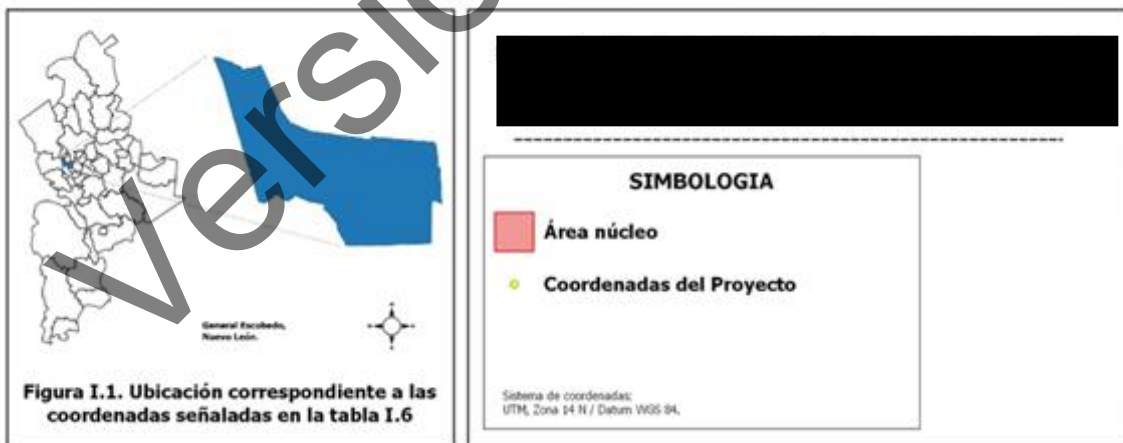 General Escobedo,
Nuevo León.
Figura I.1. Ubicación correspondiente a las
coordenadas señaladas en la tabla I.6
SIMBOLOGIA
Área núcleo
Coordenadas del Proyecto
Sistema de coordenadas:
UTM, Zona 14 N / Datum WGS 84.